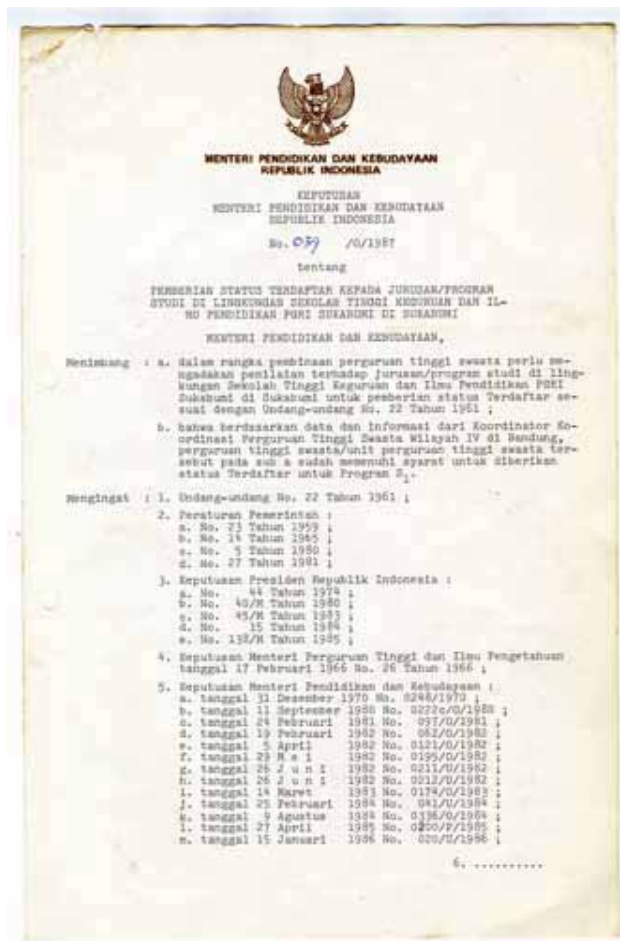 MENTERI PENDIDIKAN DAN KEBUDAYAAN
REPUBLIK INDONESIA
KEPUTUSAN
MENTERI PENDIDIKAN DAN KEBUDAYAAN
REPUBLIK INDONESIA
No. 039 /O/1987
tentang
PEMBERIAN STATUS TERDAFTAR KEPADA JURUSAN/PROGRAM
STUDI DI LINGKUNGAN SEKOLAH TINGGI KEGURUAN DAN IL-
MU PENDIDIKAN PGRI SUKABUMI DI SUKABUMI
MENTERI PENDIDIKAN DAN KEBUDAYAAN,
Menimbang : a. dalam rangka pembinaan perguruan tinggi swasta perlu me-
ngadakan penilaian terhadap jurusan/program studi di ling-
kungan Sekolah Tinggi Keguruan dan Ilmu Pendidikan PGRI
Sukabumi di Sukabumi untuk pemberian status Terdaftar se-
suai dengan Undang-undang No. 22 Tahun 1961 ;
b. bahwa berdasarkan data dan informasi dari Koordinator Ko-
ordinasi Perguruan Tinggi Swasta Wilayah IV di Bandung,
perguruan tinggi swasta/unit perguruan tinggi swasta ter-
sebut pada sub a sudah memenuhi syarat untuk diberikan
status Terdaftar untuk Program S1.
Mengingat : 1. Undang-undang No. 22 Tahun 1961 ;
2. Peraturan Pemerintah :
a. No. 23 Tahun 1959 ;
b. No. 14 Tahun 1965 ;
c. No. 5 Tahun 1980 ;
d. No. 27 Tahun 1981 ;
3. Keputusan Presiden Republik Indonesia :
a. No. 44 Tahun 1974 ;
b. No. 40/M Tahun 1980 ;
c. No. 45/M Tahun 1983 ;
d. No. 15 Tahun 1984 ;
e. No. 138/M Tahun 1985 ;
4. Keputusan Menteri Perguruan Tinggi dan Ilmu Pengetahuan
tanggal 17 Pebruari 1966 No. 26 Tahun 1966 ;
5. Keputusan Menteri Pendidikan dan Kebudayaan :
a. tanggal 31 Desember 1970 No. 0248/1970 ;
b. tanggal 11 September 1980 No. 0222c/O/1980 ;
c. tanggal 24 Pebruari 1981 No. 097/O/1981 ;
d. tanggal 19 Pebruari 1982 No. 062/O/1982 ;
e. tanggal 5 April 1982 No. 0121/O/1982 ;
f. tanggal 29 M e i 1982 No. 0195/O/1982 ;
g. tanggal 26 J u n i 1982 No. 0211/U/1982 ;
h. tanggal 26 J u n i 1982 No. 0212/U/1982 ;
i. tanggal 14 Maret 1983 No. 0174/O/1983 ;
j. tanggal 25 Pebruari 1984 No. 041/U/1984 ;
k. tanggal 9 Agustus 1984 No. 0336/O/1984 ;
l. tanggal 27 April 1985 No. 0200/P/1985 ;
m. tanggal 15 Januari 1986 No. 020/U/1986 ;
6. ..........